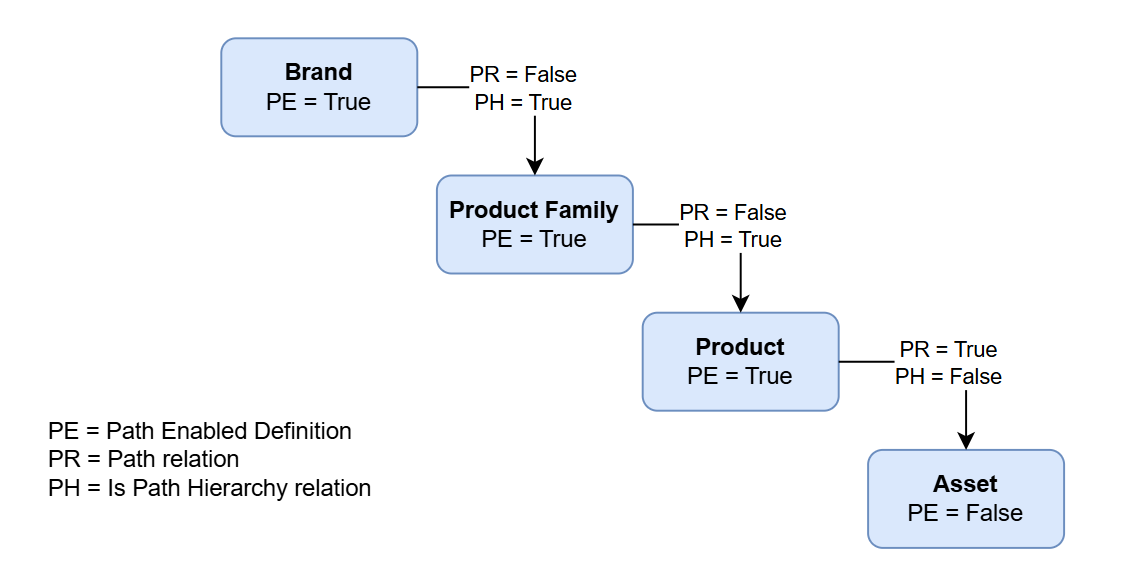 Brand
PE = True
PR = False
PH = True
Product Family
PE = True
PR = False
PH = True
Product
PE = True
PR = True
PH = False
Asset
PE = False
PE = Path Enabled Definition
PR = Path relation
PH = Is Path Hierarchy relation